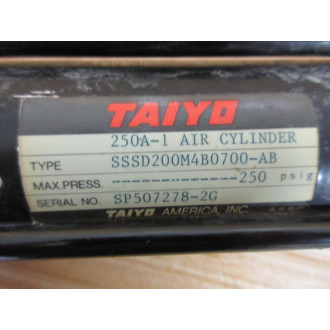 TAIYO
250A-1 AIR CYLINDER
TYPE SSSD200M4B0700-AB
MAX.PRESS. -------------250 psig
SERIAL NO. SP507278-2G
TAIYO AMERICA, INC.